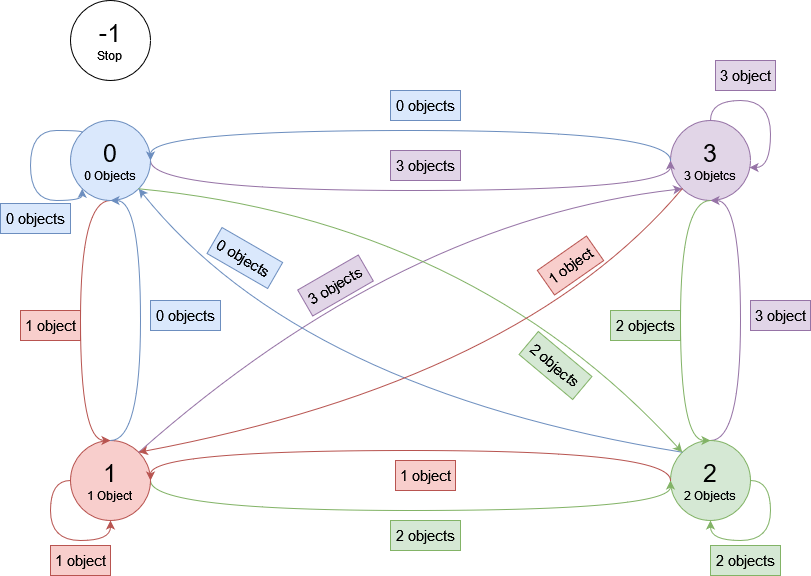 -1
Stop
3 object
0 objects
0
0 Objects
3 objects
3
3 Objetcs
0 objects
0 objects
3 objects
1 object
1 object
0 objects
2 objects
3 object
2 objects
1
1 Object
1 object
2
2 Objects
2 objects
1 object
2 objects